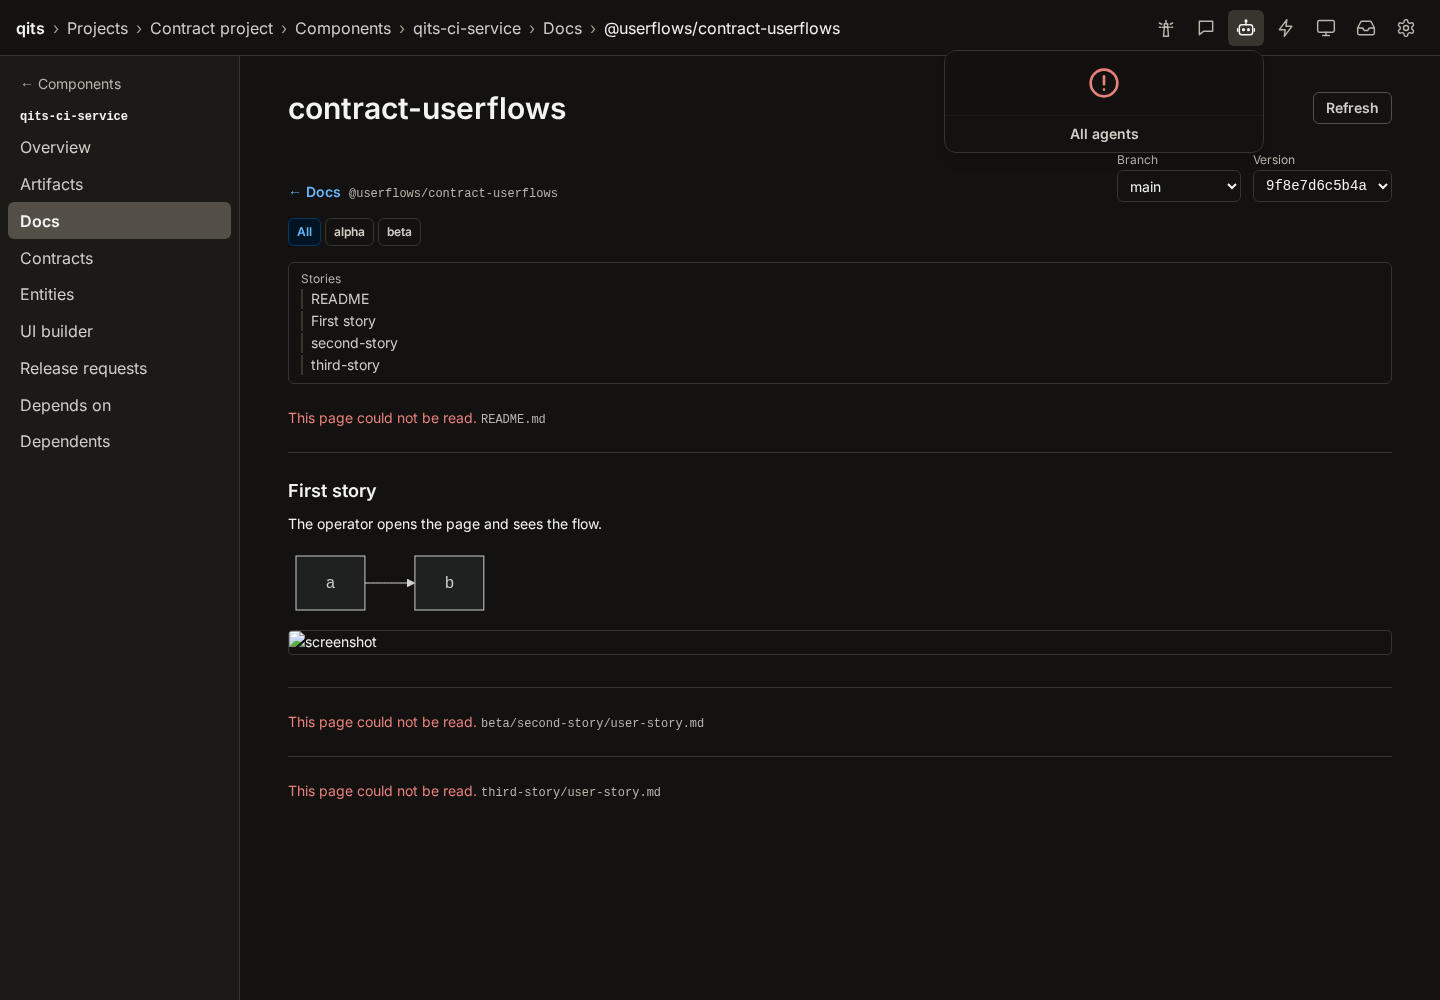 qits › Projects › Contract project › Components › qits-ci-service › Docs › @userflows/contract-userflows
← Components
qits-ci-service
Overview
Artifacts
Docs
Contracts
Entities
UI builder
Release requests
Depends on
Dependents
contract-userflows
All agents
Refresh
Branch
main
Version
9f8e7d6c5b4a
← Docs @userflows/contract-userflows
All alpha beta
Stories
README
First story
second-story
third-story
This page could not be read. README.md
First story
The operator opens the page and sees the flow.
a b
screenshot
This page could not be read. beta/second-story/user-story.md
This page could not be read. third-story/user-story.md